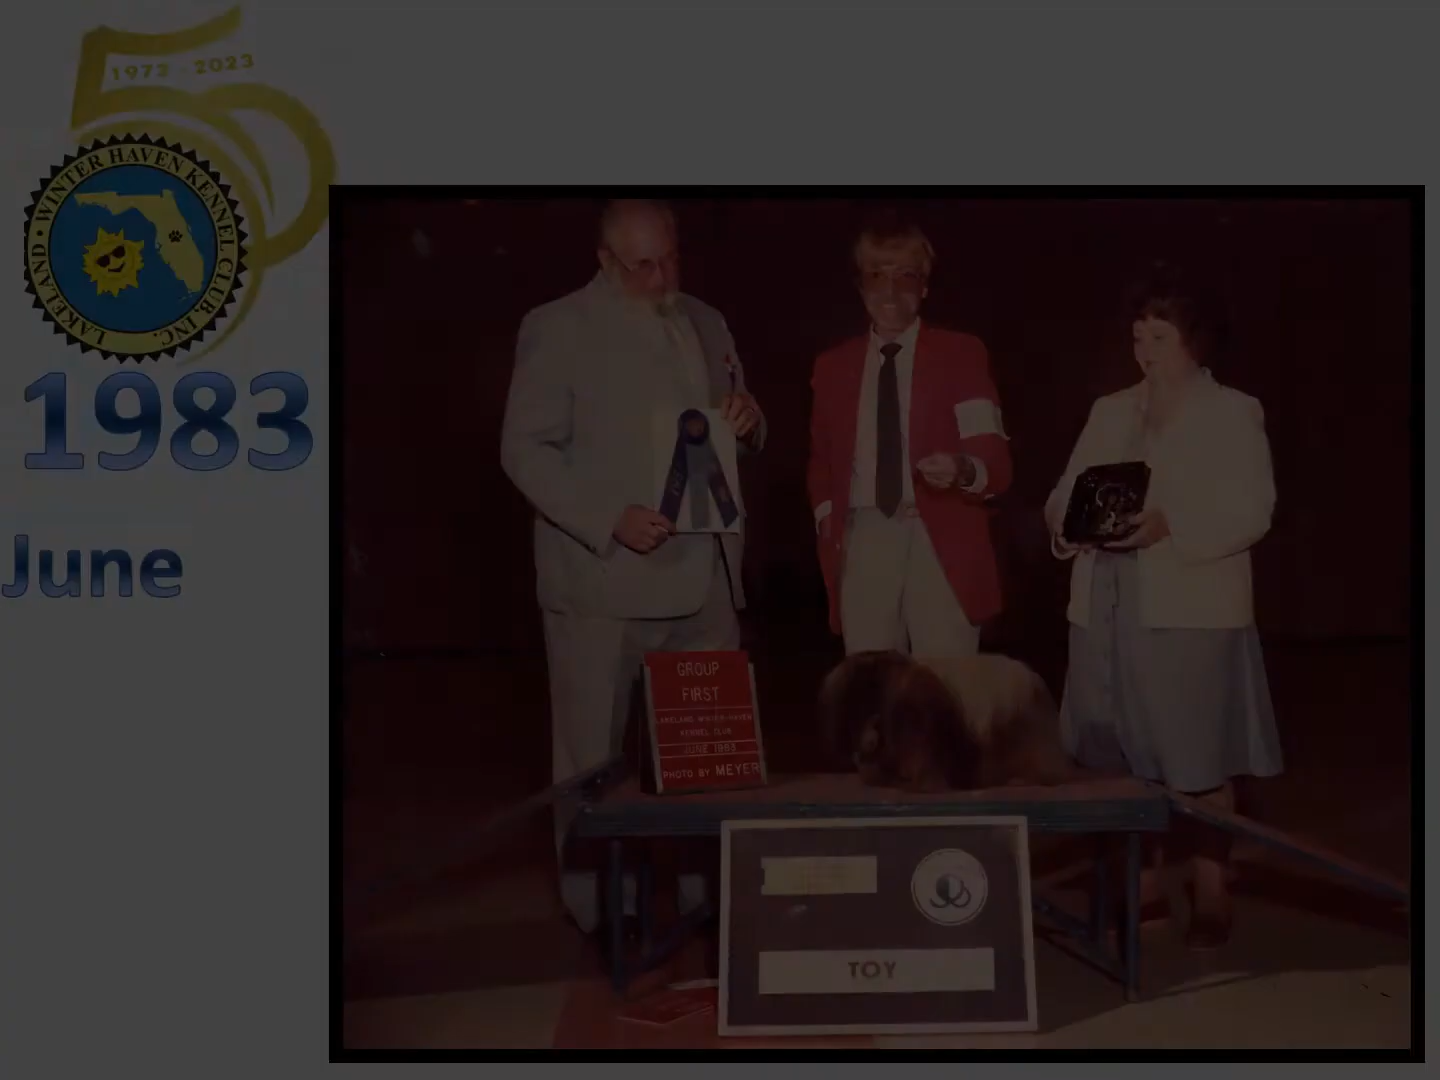 50
1973 - 2023
LAKELAND • WINTER HAVEN KENNEL CLUB, INC.
1983
June
GROUP
FIRST
LAKELAND WINTER HAVEN
KENNEL CLUB
JUNE 1983
PHOTO BY MEYER
TOY